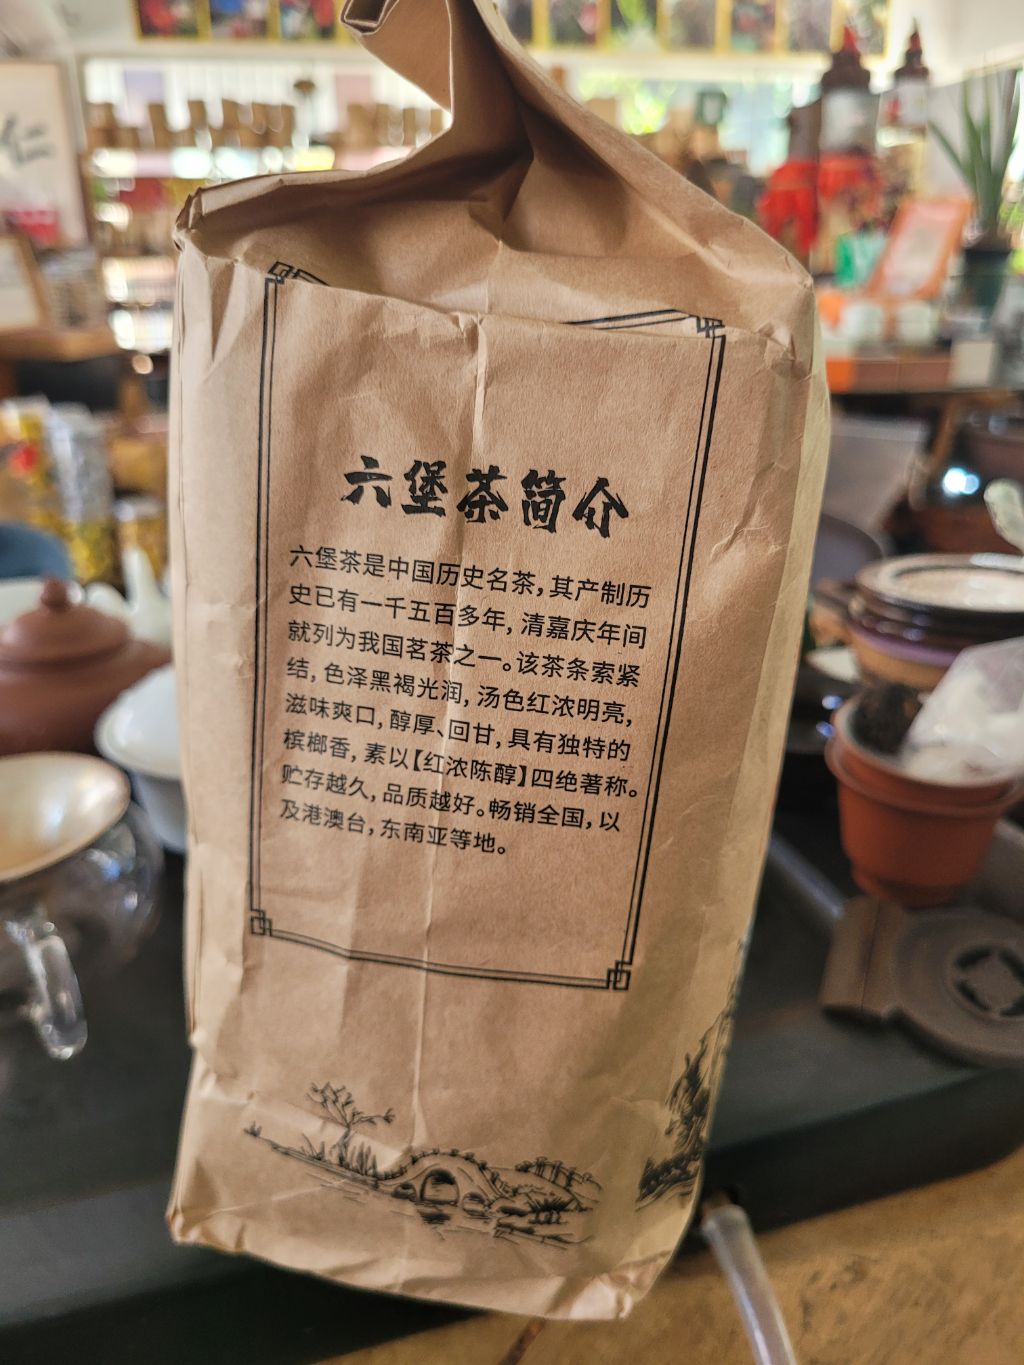 仁
六堡茶简介
六堡茶是中国历史名茶，其产制历
史已有一千五百多年，清嘉庆年间
就列为我国茗茶之一。该茶条索紧
结，色泽黑褐光润，汤色红浓明亮，
滋味爽口，醇厚、回甘，具有独特的
槟榔香，素以【红浓陈醇】四绝著称。
贮存越久，品质越好。畅销全国，以
及港澳台，东南亚等地。